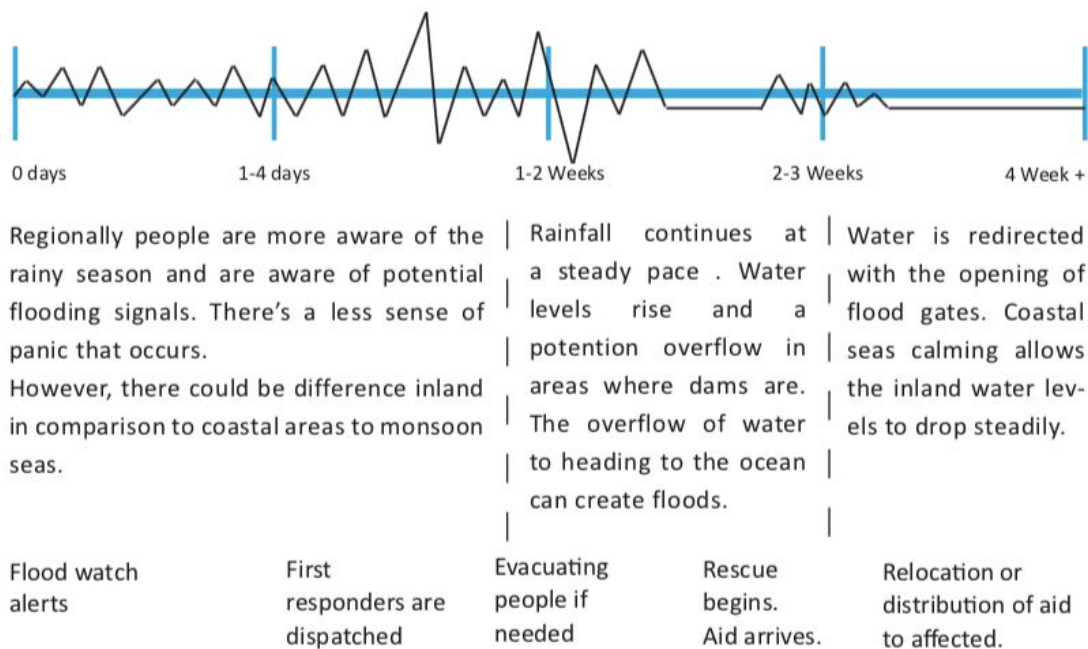 0 days
1-4 days
1-2 Weeks
2-3 Weeks
4 Week +
Regionally people are more aware of the
rainy season and are aware of potential
flooding signals. There's a less sense of
panic that occurs.
However, there could be difference inland
in comparison to coastal areas to monsoon
seas.
Rainfall continues at
a steady pace . Water
levels rise and a
potention overflow in
areas where dams are.
The overflow of water
to heading to the ocean
can create floods.
Water is redirected
with the opening of
flood gates. Coastal
seas calming allows
the inland water lev-
els to drop steadily.
Flood watch
alerts
First
responders are
dispatched
Evacuating
people if
needed
Rescue
begins.
Aid arrives.
Relocation or
distribution of aid
to affected.